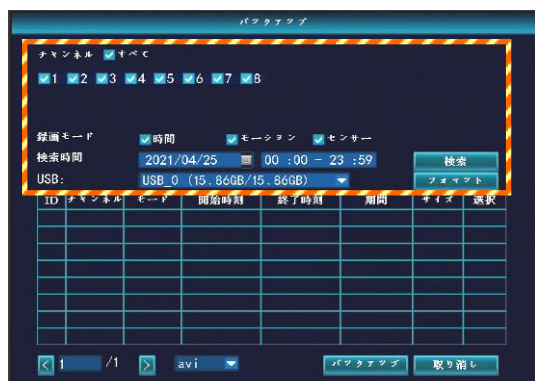 バックアップ
チャンネル すべて
1 2 3 4 5 6 7 8
録画モード 時間 モーション センサー
検索時間 2021/04/25 00 :00 - 23 :59 検索
USB: USB_0 (15.86GB/15.86GB) フォマット
ID チャンネル モード 開始時刻 終了時刻 期間 サイズ 選択
< 1 /1 > avi バックアップ 取り消し